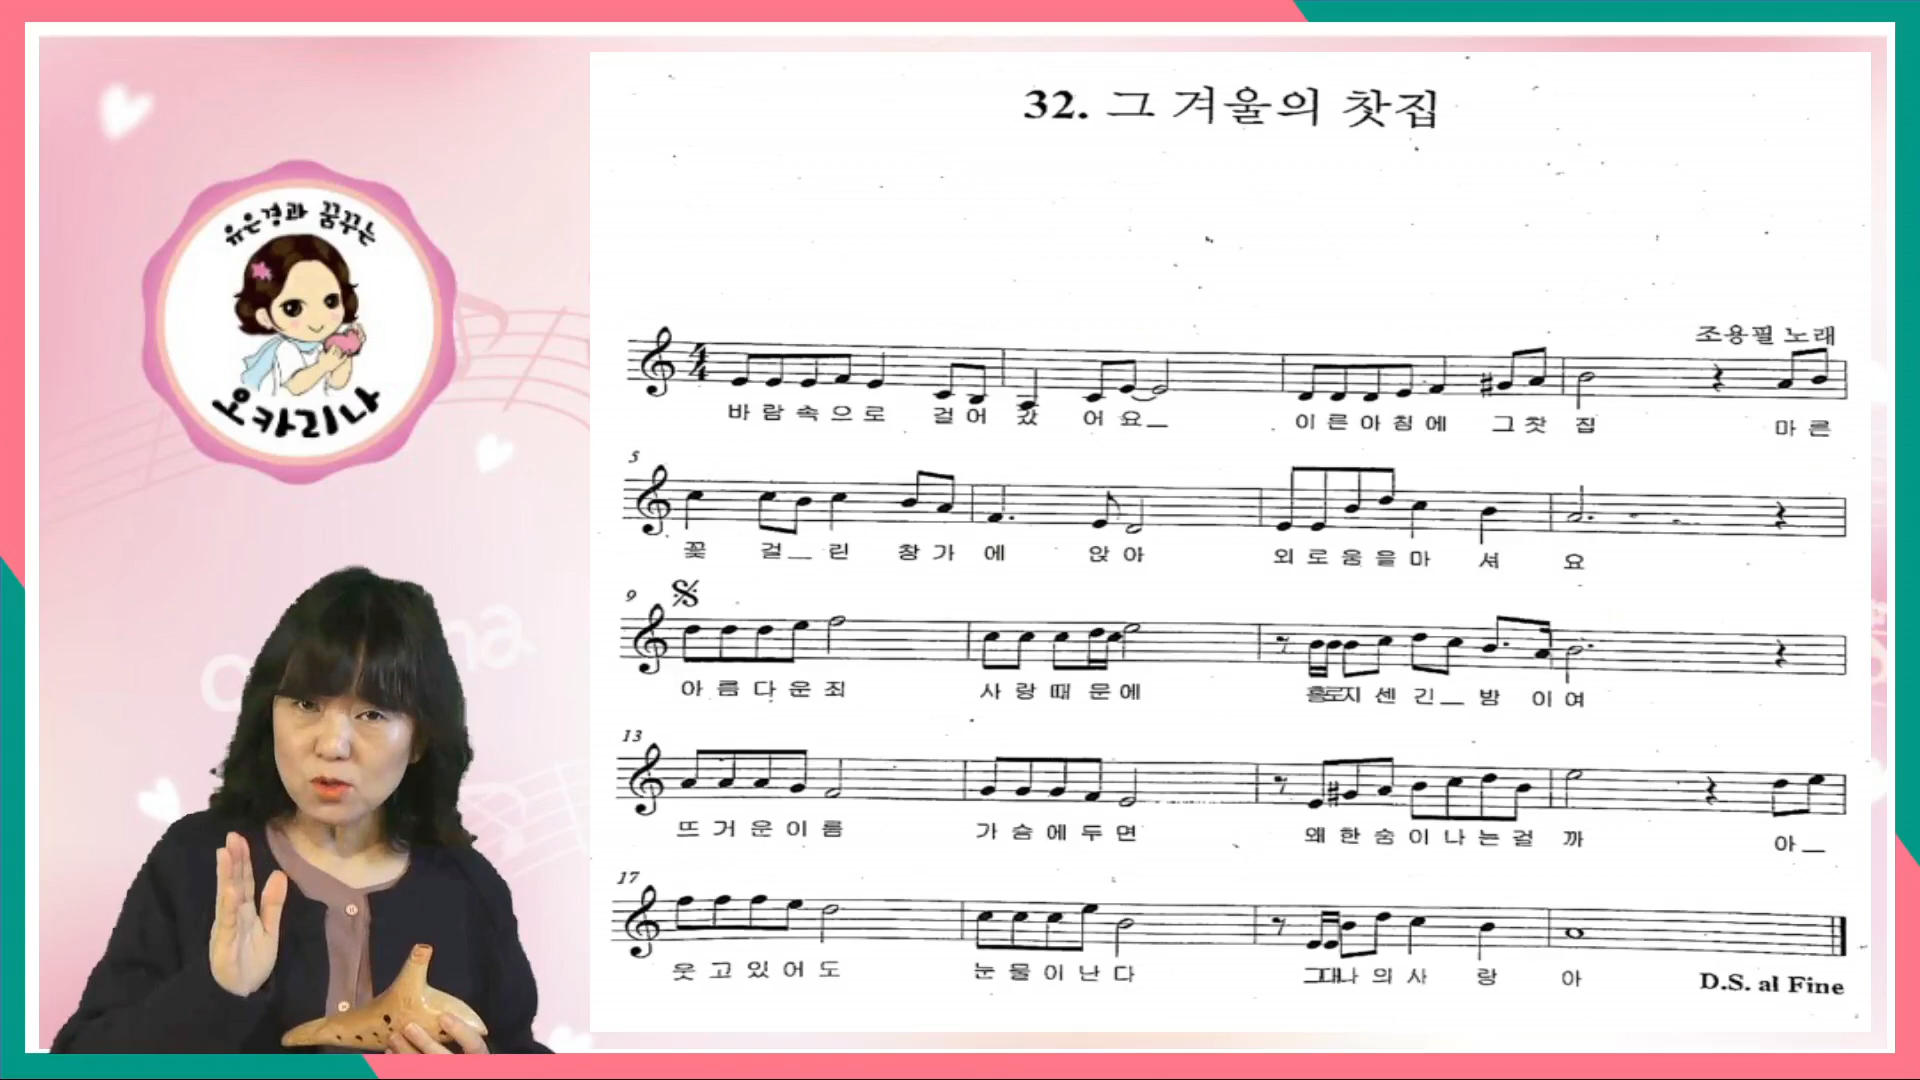 유은경과 꿈꾸는
오카리나
32. 그 겨울의 찻집
조용필 노래
4
4
바 람 속 으 로 걸 어 갔 어 요_ 이 른 아 침 에 그 찻 집 마 른
5
꽃 걸_ 린 창 가 에 앉 아 외 로 움 을 마 셔 요
9
아 름 다 운 죄 사 랑 때 문 에 홀로지 센 긴_ 밤 이 여
13
뜨 거 운 이 름 가 슴 에 두 면 왜 한 숨 이 나 는 걸 까 아_
17
웃 고 있 어 도 눈 물 이 난 다 그대나 의 사 랑 아
D.S. al Fine